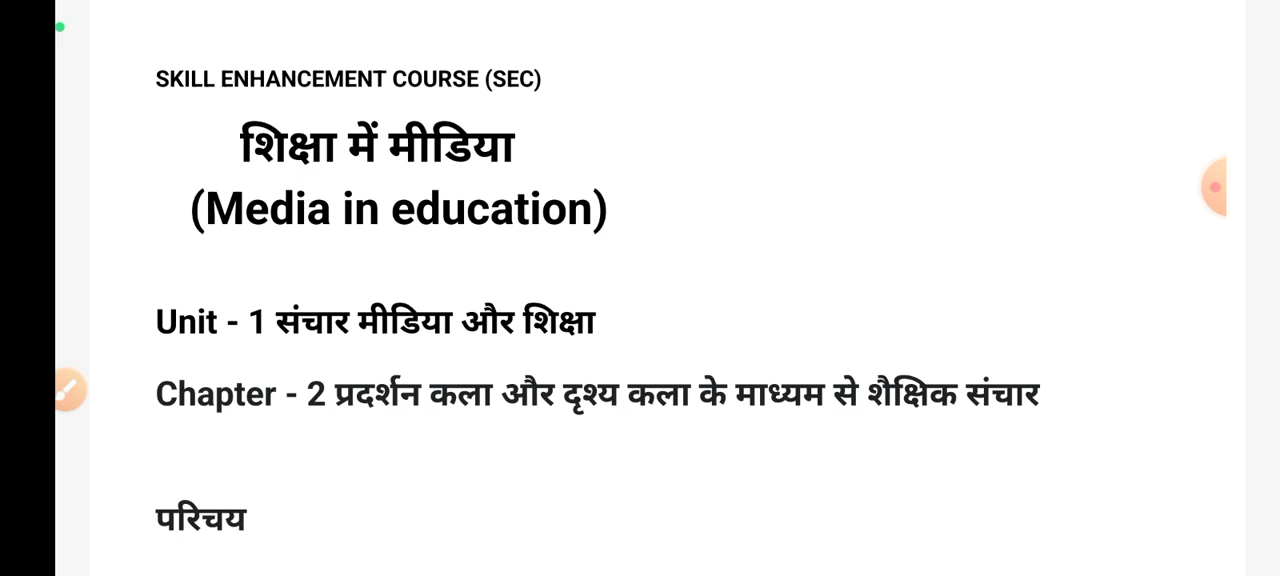 SKILL ENHANCEMENT COURSE (SEC)
शिक्षा में मीडिया
(Media in education)
Unit - 1 संचार मीडिया और शिक्षा
Chapter - 2 प्रदर्शन कला और दृश्य कला के माध्यम से शैक्षिक संचार
परिचय